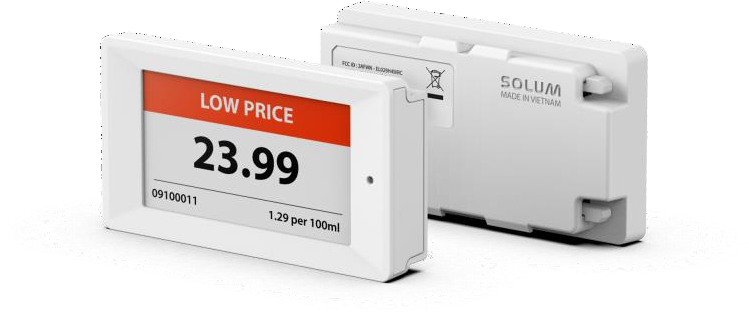 LOW PRICE
23.99
09100011
1.29 per 100ml
SOLUM
MADE IN VIETNAM